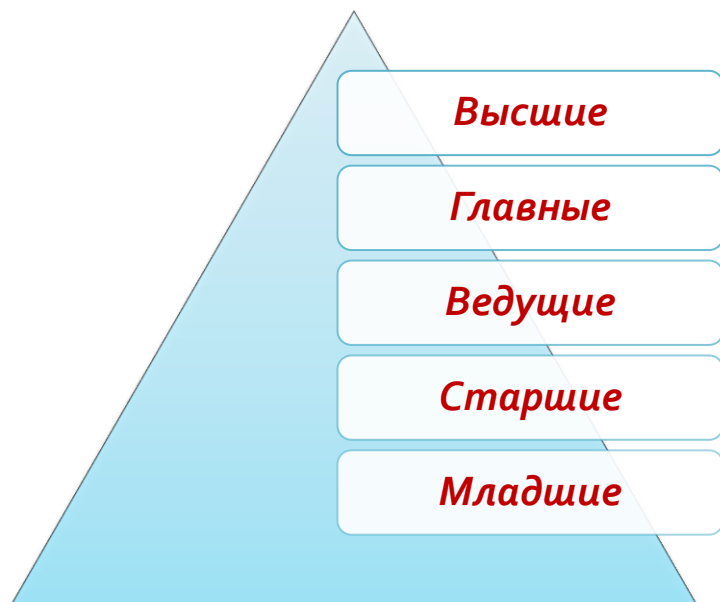 Высшие
Главные
Ведущие
Старшие
Младшие